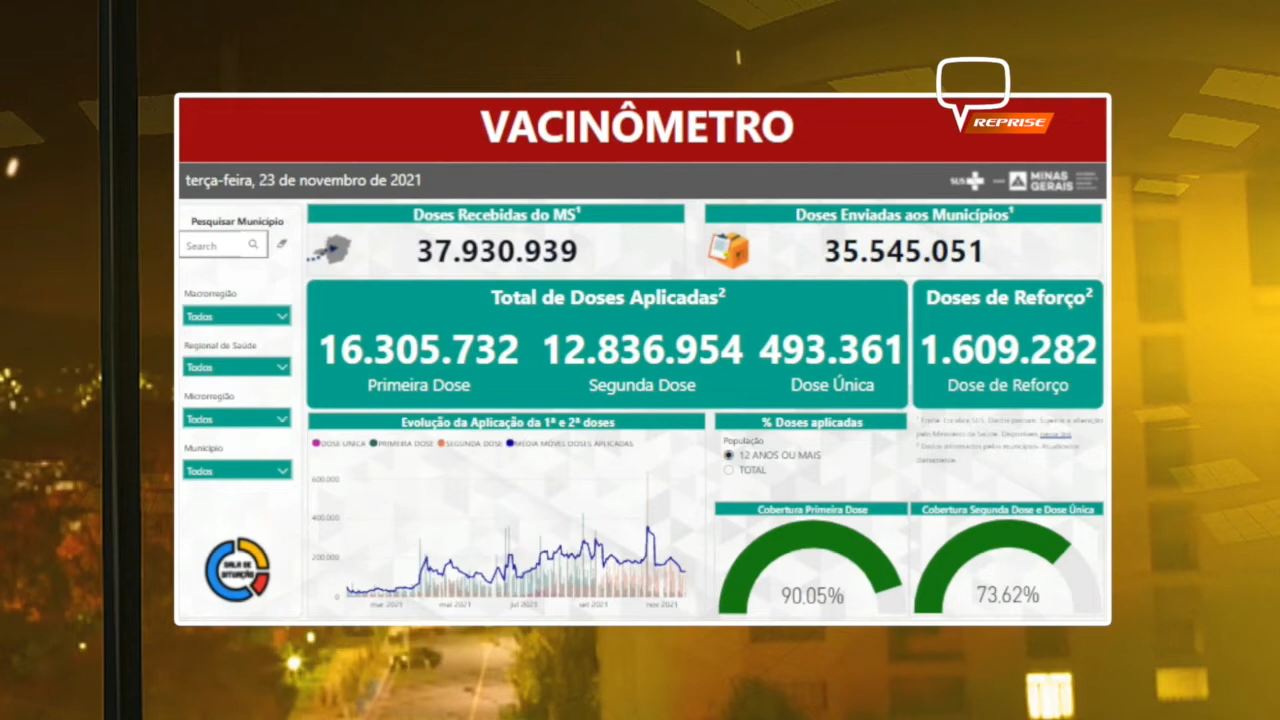 REPRISE
VACINÔMETRO
terça-feira, 23 de novembro de 2021
SUS
MINAS
GERAIS
Pesquisar Município
Search
Doses Recebidas do MS¹
37.930.939
Doses Enviadas aos Municípios¹
35.545.051
Macrorregião
Todos
Regional de Saúde
Todos
Microrregião
Todos
Município
Todos
SALA DE
SITUAÇÃO
Total de Doses Aplicadas²
16.305.732 12.836.954 493.361
Primeira Dose Segunda Dose Dose Única
Doses de Reforço²
1.609.282
Dose de Reforço
Evolução da Aplicação da 1ª e 2ª doses
DOSE UNICA PRIMEIRA DOSE SEGUNDA DOSE MÉDIA MÓVES DOSES APLICADAS
600.000
400.000
200.000
0
mar 2021 mai 2021 jul 2021 set 2021 nov 2021
% Doses aplicadas
População
12 ANOS OU MAIS
TOTAL
Cobertura Primeira Dose
90.05%
Cobertura Segunda Dose e Dose Única
73.62%